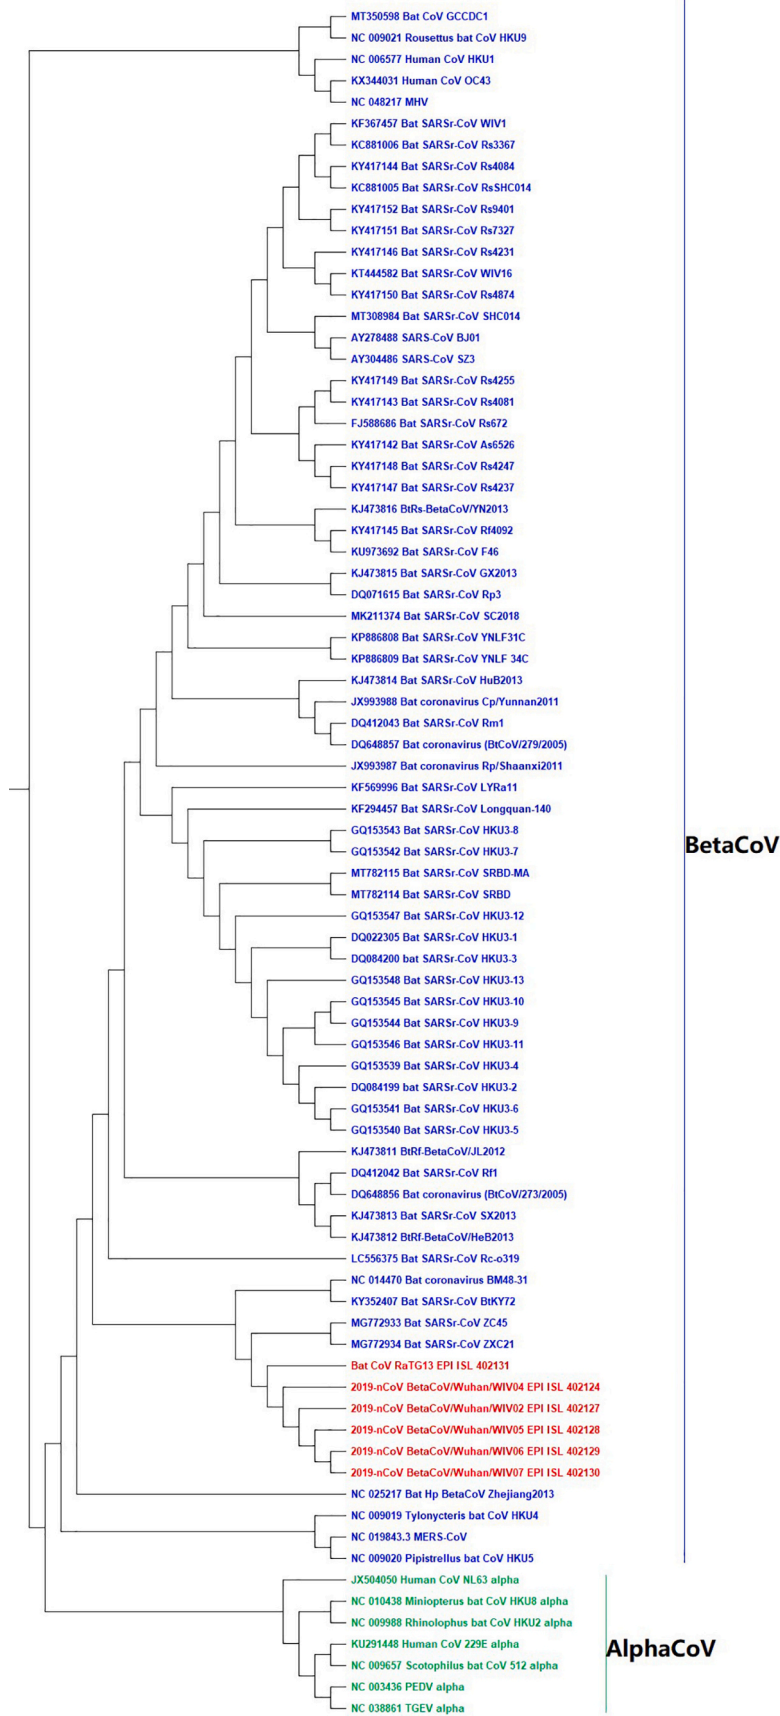 MT350598 Bat CoV GCCDC1
NC 009021 Rousettus bat CoV HKU9
NC 006577 Human CoV HKU1
KX344031 Human CoV OC43
NC 048217 MHV
KF367457 Bat SARSr-CoV WIV1
KC881006 Bat SARSr-CoV Rs3367
KY417144 Bat SARSr-CoV Rs4084
KC881005 Bat SARSr-CoV RsSHC014
KY417152 Bat SARSr-CoV Rs9401
KY417151 Bat SARSr-CoV Rs7327
KY417146 Bat SARSr-CoV Rs4231
KT444582 Bat SARSr-CoV WIV16
KY417150 Bat SARSr-CoV Rs4874
MT308984 Bat SARSr-CoV SHC014
AY278488 SARS-CoV BJ01
AY304486 SARS-CoV SZ3
KY417149 Bat SARSr-CoV Rs4255
KY417143 Bat SARSr-CoV Rs4081
FJ588686 Bat SARSr-CoV Rs672
KY417142 Bat SARSr-CoV As6526
KY417148 Bat SARSr-CoV Rs4247
KY417147 Bat SARSr-CoV Rs4237
KJ473816 BtRs-BetaCoV/YN2013
KY417145 Bat SARSr-CoV Rf4092
KU973692 Bat SARSr-CoV F46
KJ473815 Bat SARSr-CoV GX2013
DQ071615 Bat SARSr-CoV Rp3
MK211374 Bat SARSr-CoV SC2018
KP886808 Bat SARSr-CoV YNLF31C
KP886809 Bat SARSr-CoV YNLF 34C
KJ473814 Bat SARSr-CoV HuB2013
JX993988 Bat coronavirus Cp/Yunnan2011
DQ412043 Bat SARSr-CoV Rm1
DQ648857 Bat coronavirus (BtCoV/279/2005)
JX993987 Bat coronavirus Rp/Shaanxi2011
KF569996 Bat SARSr-CoV LYRa11
KF294457 Bat SARSr-CoV Longquan-140
GQ153543 Bat SARSr-CoV HKU3-8
GQ153542 Bat SARSr-CoV HKU3-7
BetaCoV
MT782115 Bat SARSr-CoV SRBD-MA
MT782114 Bat SARSr-CoV SRBD
GQ153547 Bat SARSr-CoV HKU3-12
DQ022305 Bat SARSr-CoV HKU3-1
DQ084200 bat SARSr-CoV HKU3-3
GQ153548 Bat SARSr-CoV HKU3-13
GQ153545 Bat SARSr-CoV HKU3-10
GQ153544 Bat SARSr-CoV HKU3-9
GQ153546 Bat SARSr-CoV HKU3-11
GQ153539 Bat SARSr-CoV HKU3-4
DQ084199 bat SARSr-CoV HKU3-2
GQ153541 Bat SARSr-CoV HKU3-6
GQ153540 Bat SARSr-CoV HKU3-5
KJ473811 BtRf-BetaCoV/JL2012
DQ412042 Bat SARSr-CoV Rf1
DQ648856 Bat coronavirus (BtCoV/273/2005)
KJ473813 Bat SARSr-CoV SX2013
KJ473812 BtRf-BetaCoV/HeB2013
LC556375 Bat SARSr-CoV Rc-o319
NC 014470 Bat coronavirus BM48-31
KY352407 Bat SARSr-CoV BtKY72
MG772933 Bat SARSr-CoV ZC45
MG772934 Bat SARSr-CoV ZXC21
Bat CoV RaTG13 EPI ISL 402131
2019-nCoV BetaCoV/Wuhan/WIV04 EPI ISL 402124
2019-nCoV BetaCoV/Wuhan/WIV02 EPI ISL 402127
2019-nCoV BetaCoV/Wuhan/WIV05 EPI ISL 402128
2019-nCoV BetaCoV/Wuhan/WIV06 EPI ISL 402129
2019-nCoV BetaCoV/Wuhan/WIV07 EPI ISL 402130
NC 025217 Bat Hp BetaCoV Zhejiang2013
NC 009019 Tylonycteris bat CoV HKU4
NC 019843.3 MERS-CoV
NC 009020 Pipistrellus bat CoV HKU5
JX504050 Human CoV NL63 alpha
NC 010438 Miniopterus bat CoV HKU8 alpha
NC 009988 Rhinolophus bat CoV HKU2 alpha
KU291448 Human CoV 229E alpha
AlphaCoV
NC 009657 Scotophilus bat CoV 512 alpha
NC 003436 PEDV alpha
NC 038861 TGEV alpha